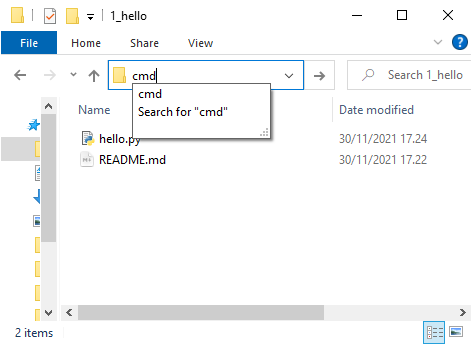 1_hello
File Home Share View
cmd
Search 1_hello
cmd
Search for "cmd"
Name Date modified
hello.py 30/11/2021 17.24
README.md 30/11/2021 17.22
2 items